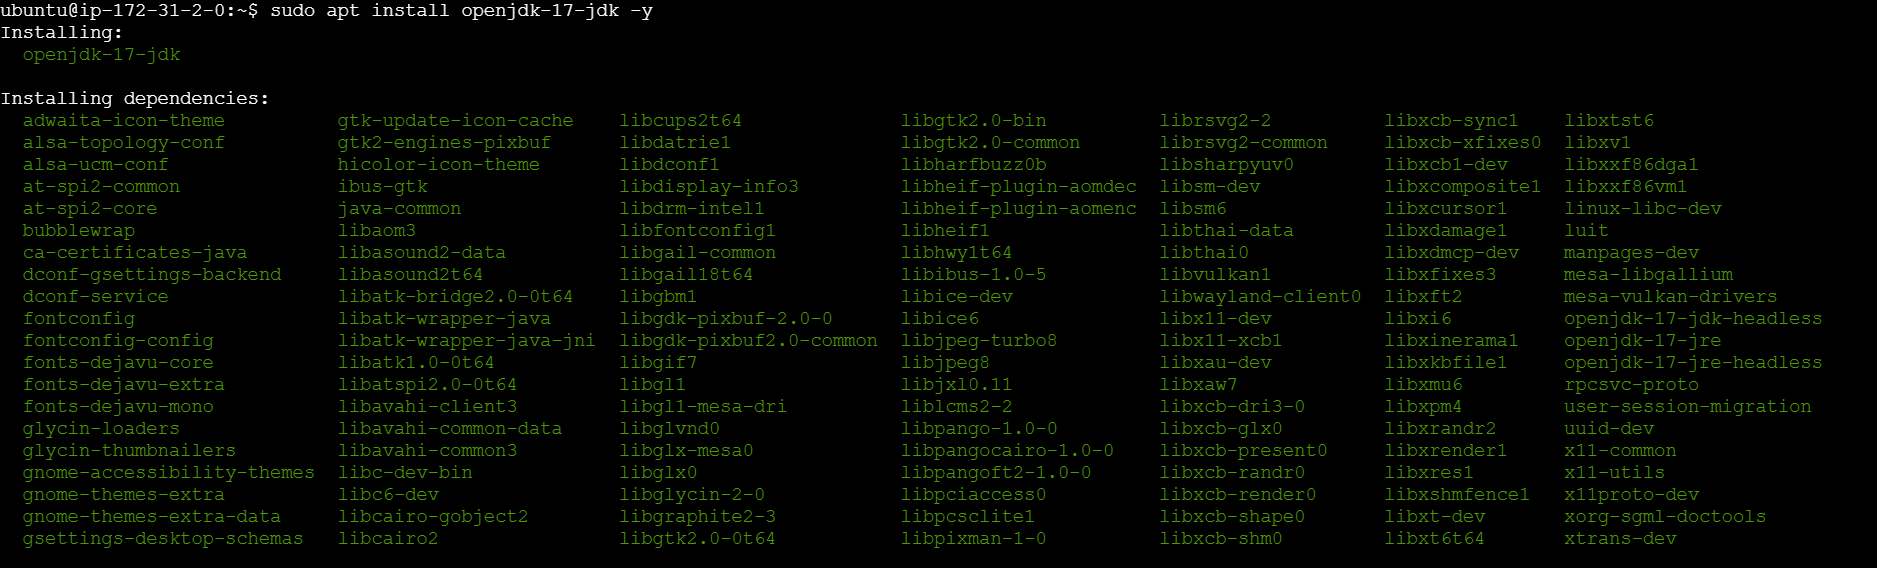 ubuntu@ip-172-31-2-0:~$ sudo apt install openjdk-17-jdk -y
Installing:
  openjdk-17-jdk

Installing dependencies:
  adwaita-icon-theme gtk-update-icon-cache libcups2t64 libgtk2.0-bin librsvg2-2 libxcb-sync1 libxtst6
  alsa-topology-conf gtk2-engines-pixbuf libdatrie1 libgtk2.0-common librsvg2-common libxcb-xfixes0 libxv1
  alsa-ucm-conf hicolor-icon-theme libdconf1 libharfbuzz0b libsharpyuv0 libxcb1-dev libxxf86dga1
  at-spi2-common ibus-gtk libdisplay-info3 libheif-plugin-aomdec libsm-dev libxcomposite1 libxxf86vm1
  at-spi2-core java-common libdrm-intel1 libheif-plugin-aomenc libsm6 libxcursor1 linux-libc-dev
  bubblewrap libaom3 libfontconfig1 libheif1 libthai-data libxdamage1 luit
  ca-certificates-java libasound2-data libgail-common libhwy1t64 libthai0 libxdmcp-dev manpages-dev
  dconf-gsettings-backend libasound2t64 libgail18t64 libibus-1.0-5 libvulkan1 libxfixes3 mesa-libgallium
  dconf-service libatk-bridge2.0-0t64 libgbm1 libice-dev libwayland-client0 libxft2 mesa-vulkan-drivers
  fontconfig libatk-wrapper-java libgdk-pixbuf-2.0-0 libice6 libx11-dev libxi6 openjdk-17-jdk-headless
  fontconfig-config libatk-wrapper-java-jni libgdk-pixbuf2.0-common libjpeg-turbo8 libx11-xcb1 libxinerama1 openjdk-17-jre
  fonts-dejavu-core libatk1.0-0t64 libgif7 libjpeg8 libxau-dev libxkbfile1 openjdk-17-jre-headless
  fonts-dejavu-extra libatspi2.0-0t64 libgl1 libjxl0.11 libxaw7 libxmu6 rpcsvc-proto
  fonts-dejavu-mono libavahi-client3 libgl1-mesa-dri liblcms2-2 libxcb-dri3-0 libxpm4 user-session-migration
  glycin-loaders libavahi-common-data libglvnd0 libpango-1.0-0 libxcb-glx0 libxrandr2 uuid-dev
  glycin-thumbnailers libavahi-common3 libglx-mesa0 libpangocairo-1.0-0 libxcb-present0 libxrender1 x11-common
  gnome-accessibility-themes libc-dev-bin libglx0 libpangoft2-1.0-0 libxcb-randr0 libxres1 x11-utils
  gnome-themes-extra libc6-dev libglycin-2-0 libpciaccess0 libxcb-render0 libxshmfence1 x11proto-dev
  gnome-themes-extra-data libcairo-gobject2 libgraphite2-3 libpcsclite1 libxcb-shape0 libxt-dev xorg-sgml-doctools
  gsettings-desktop-schemas libcairo2 libgtk2.0-0t64 libpixman-1-0 libxcb-shm0 libxt6t64 xtrans-dev